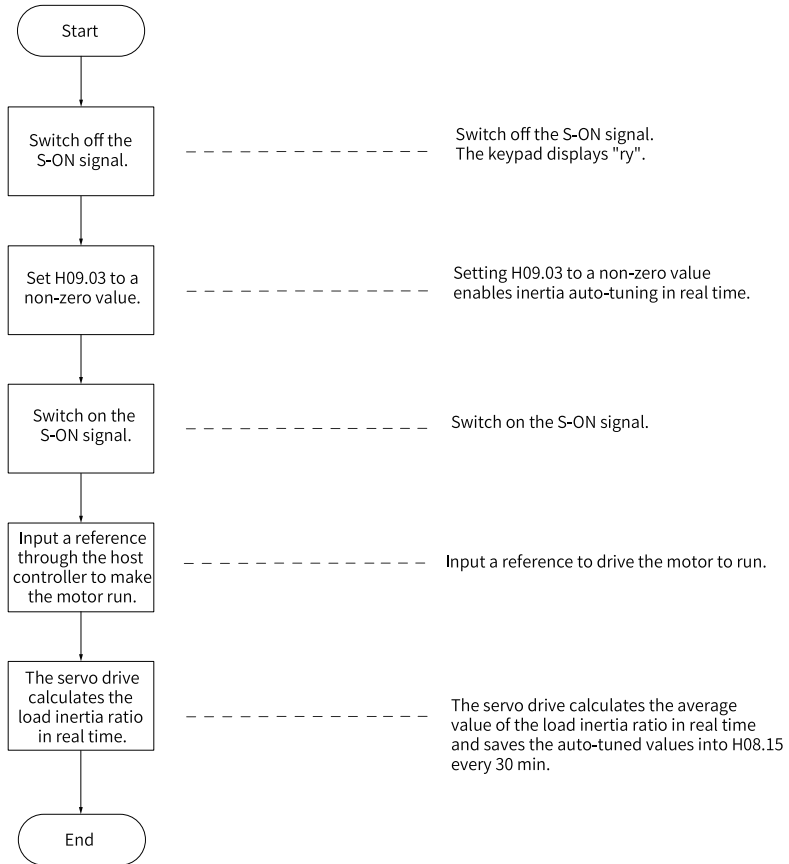 Start
Switch off the
S-ON signal.
Switch off the S-ON signal.
The keypad displays "ry".
Set H09.03 to a
non-zero value.
Setting H09.03 to a non-zero value
enables inertia auto-tuning in real time.
Switch on the
S-ON signal.
Switch on the S-ON signal.
Input a reference
through the host
controller to make
the motor run.
Input a reference to drive the motor to run.
The servo drive
calculates the
load inertia ratio
in real time.
The servo drive calculates the average
value of the load inertia ratio in real time
and saves the auto-tuned values into H08.15
every 30 min.
End